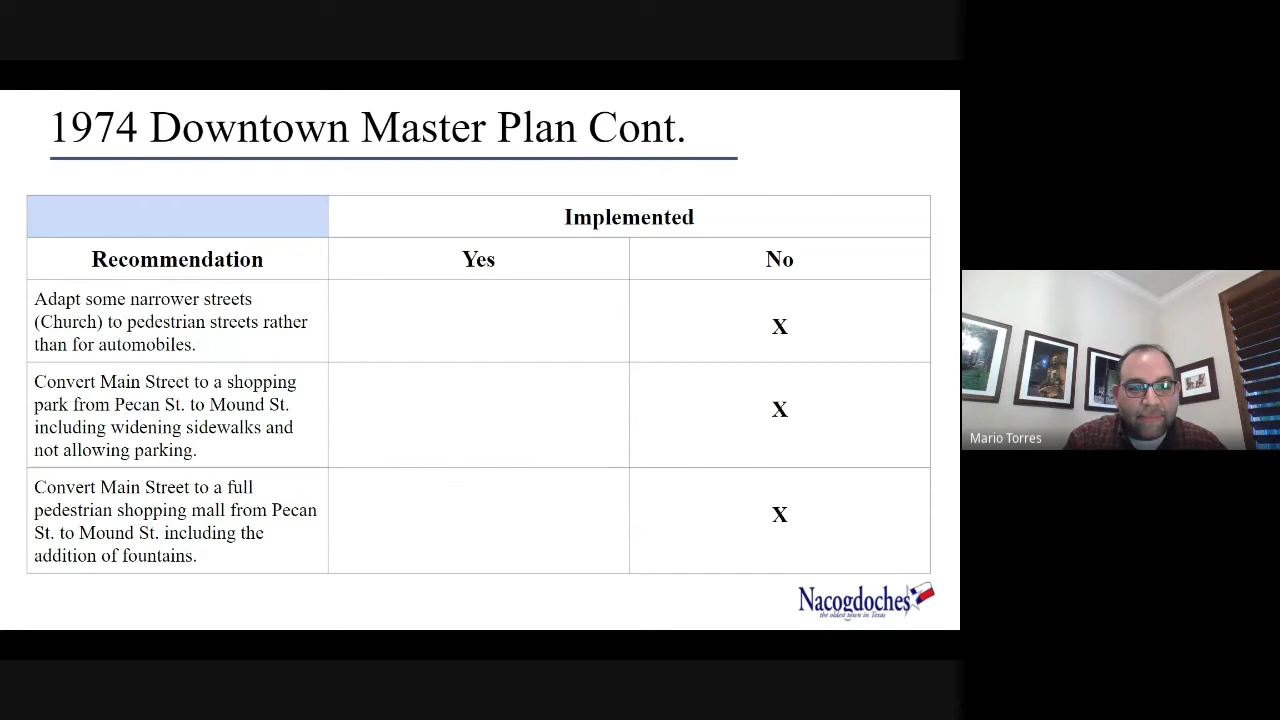 1974 Downtown Master Plan Cont.
Implemented
Recommendation Yes No
Adapt some narrower streets
(Church) to pedestrian streets rather
than for automobiles.
X
Convert Main Street to a shopping
park from Pecan St. to Mound St.
including widening sidewalks and
not allowing parking.
X
Convert Main Street to a full
pedestrian shopping mall from Pecan
St. to Mound St. including the
addition of fountains.
X
Nacogdoches
the oldest town in Texas
Mario Torres